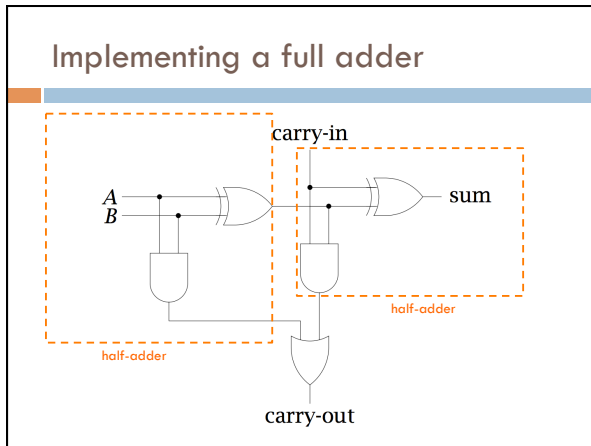 Implementing a full adder
carry-in
A
B
sum
half-adder
half-adder
carry-out